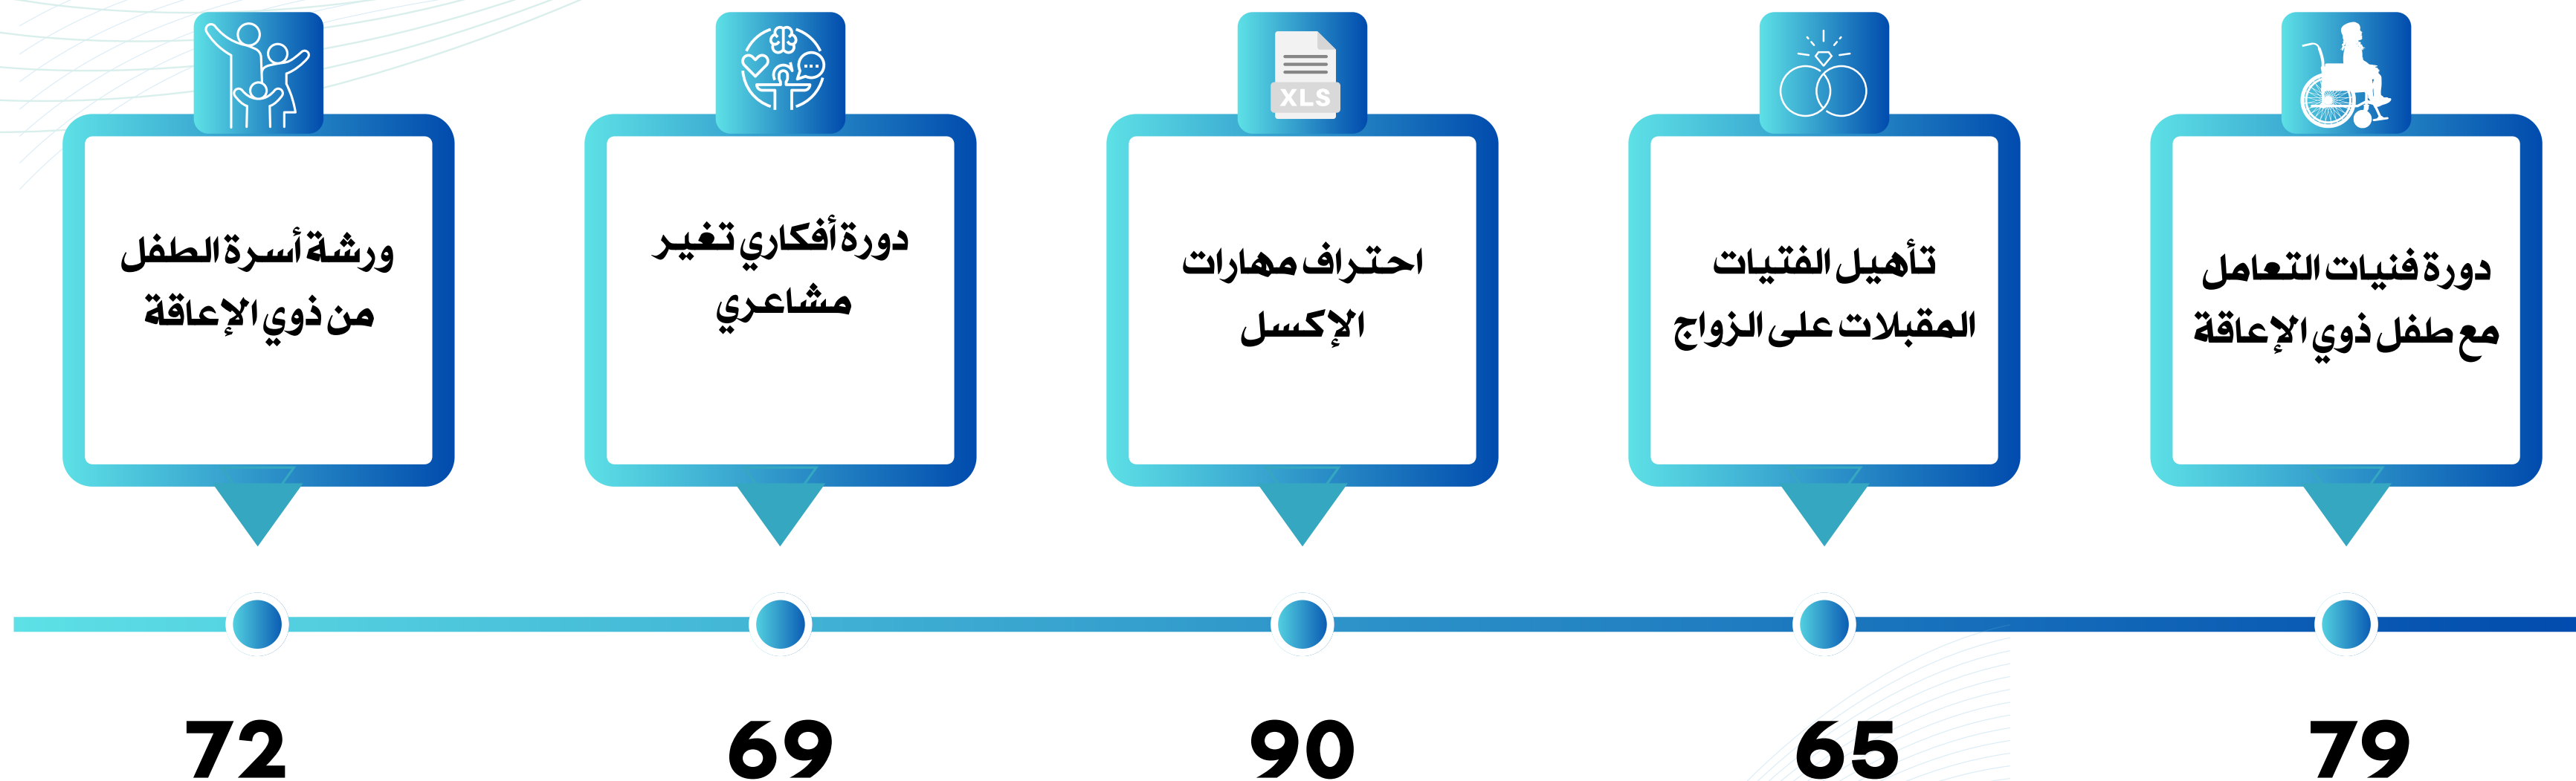 دورة فنيات التعامل
مع طفل ذوي الإعاقة
79
تأهيل الفتيات
المقبلات على الزواج
65
XLS
احتراف مهارات
الإكسل
90
دورة أفكاري تغير
مشاعري
69
ورشة أسرة الطفل
من ذوي الإعاقة
72